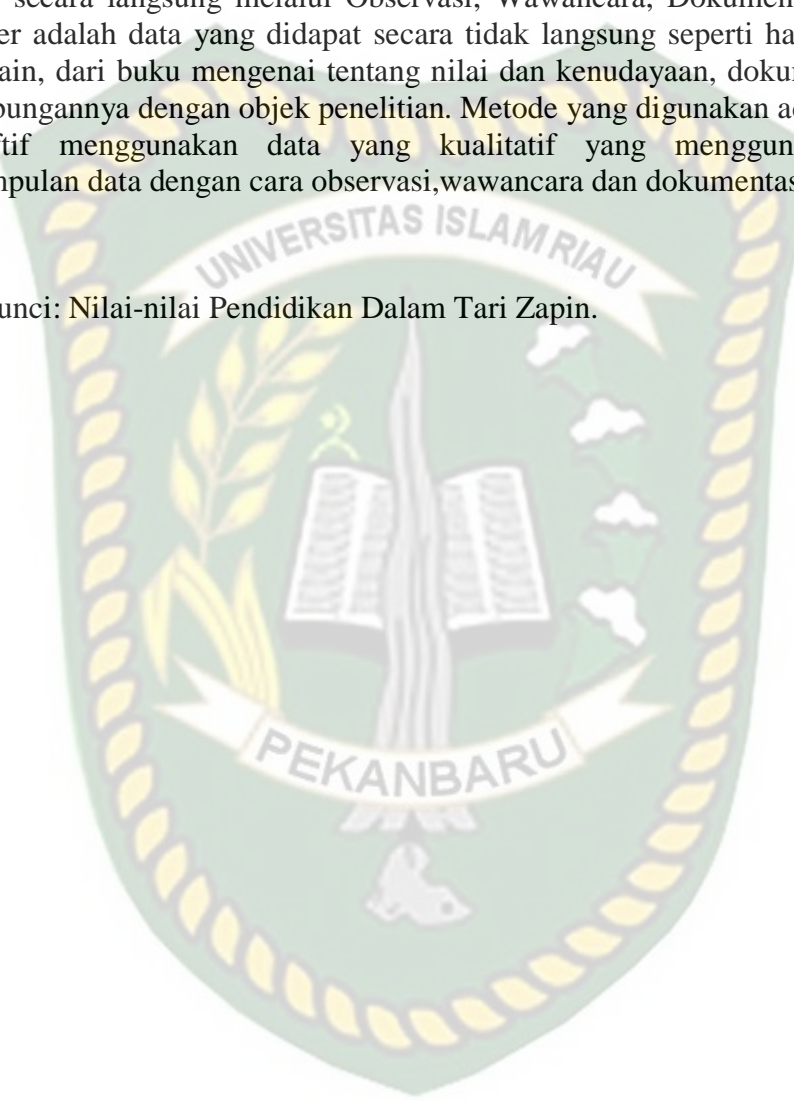 secara langsung melalui Observasi, Wawancara,
er adalah data yang didapat secara tidak langsung seperti ha
ain, dari buku mengenai tentang nilai dan kenudayaan, doku
bungannya dengan objek penelitian. Metode yang digunakan a
ftif menggunakan data yang kualitatif yang menggun
mpulan data dengan cara observasi,wawancara dan dokumentas
UNIVERSITAS ISLAM RIAU
unci: Nilai-nilai Pendidikan Dalam Tari Zapin.
PEKANBARU